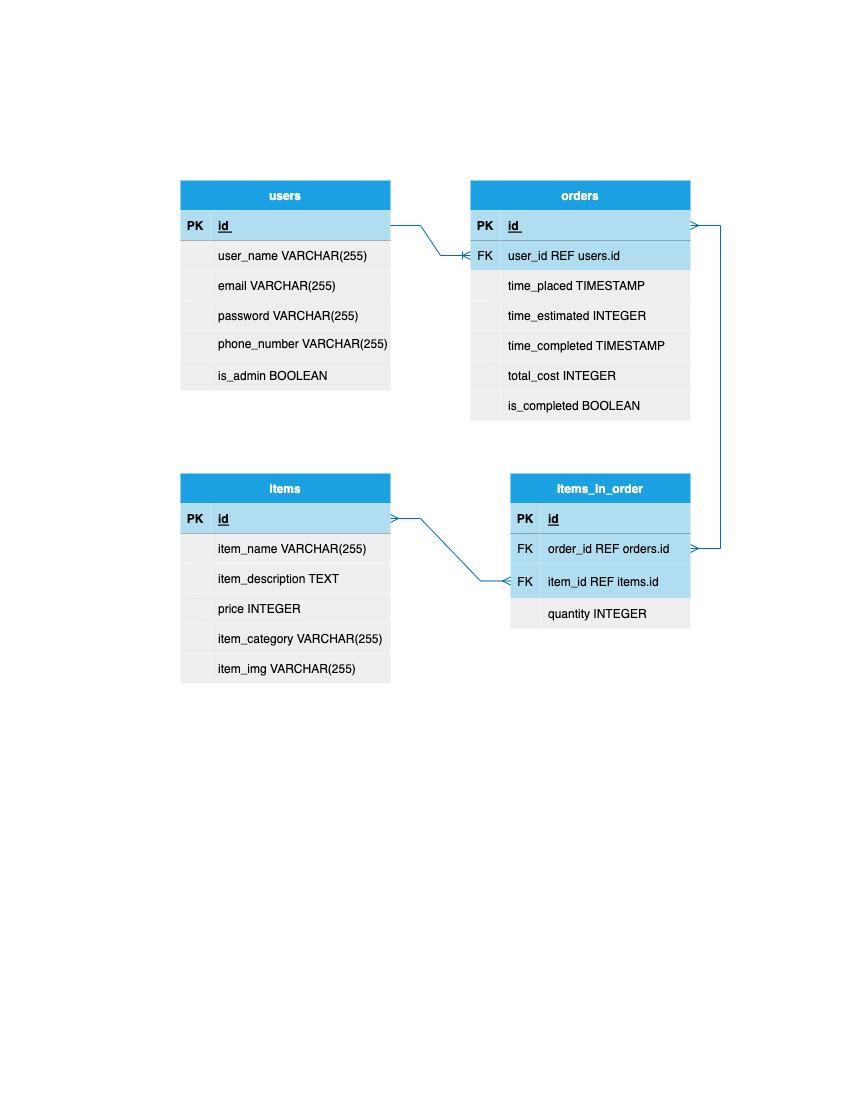 users
PK id
user_name VARCHAR(255)
email VARCHAR(255)
password VARCHAR(255)
phone_number VARCHAR(255)
is_admin BOOLEAN
orders
PK id
FK user_id REF users.id
time_placed TIMESTAMP
time_estimated INTEGER
time_completed TIMESTAMP
total_cost INTEGER
is_completed BOOLEAN
items
PK id
item_name VARCHAR(255)
item_description TEXT
price INTEGER
item_category VARCHAR(255)
item_img VARCHAR(255)
items_in_order
PK id
FK order_id REF orders.id
FK item_id REF items.id
quantity INTEGER